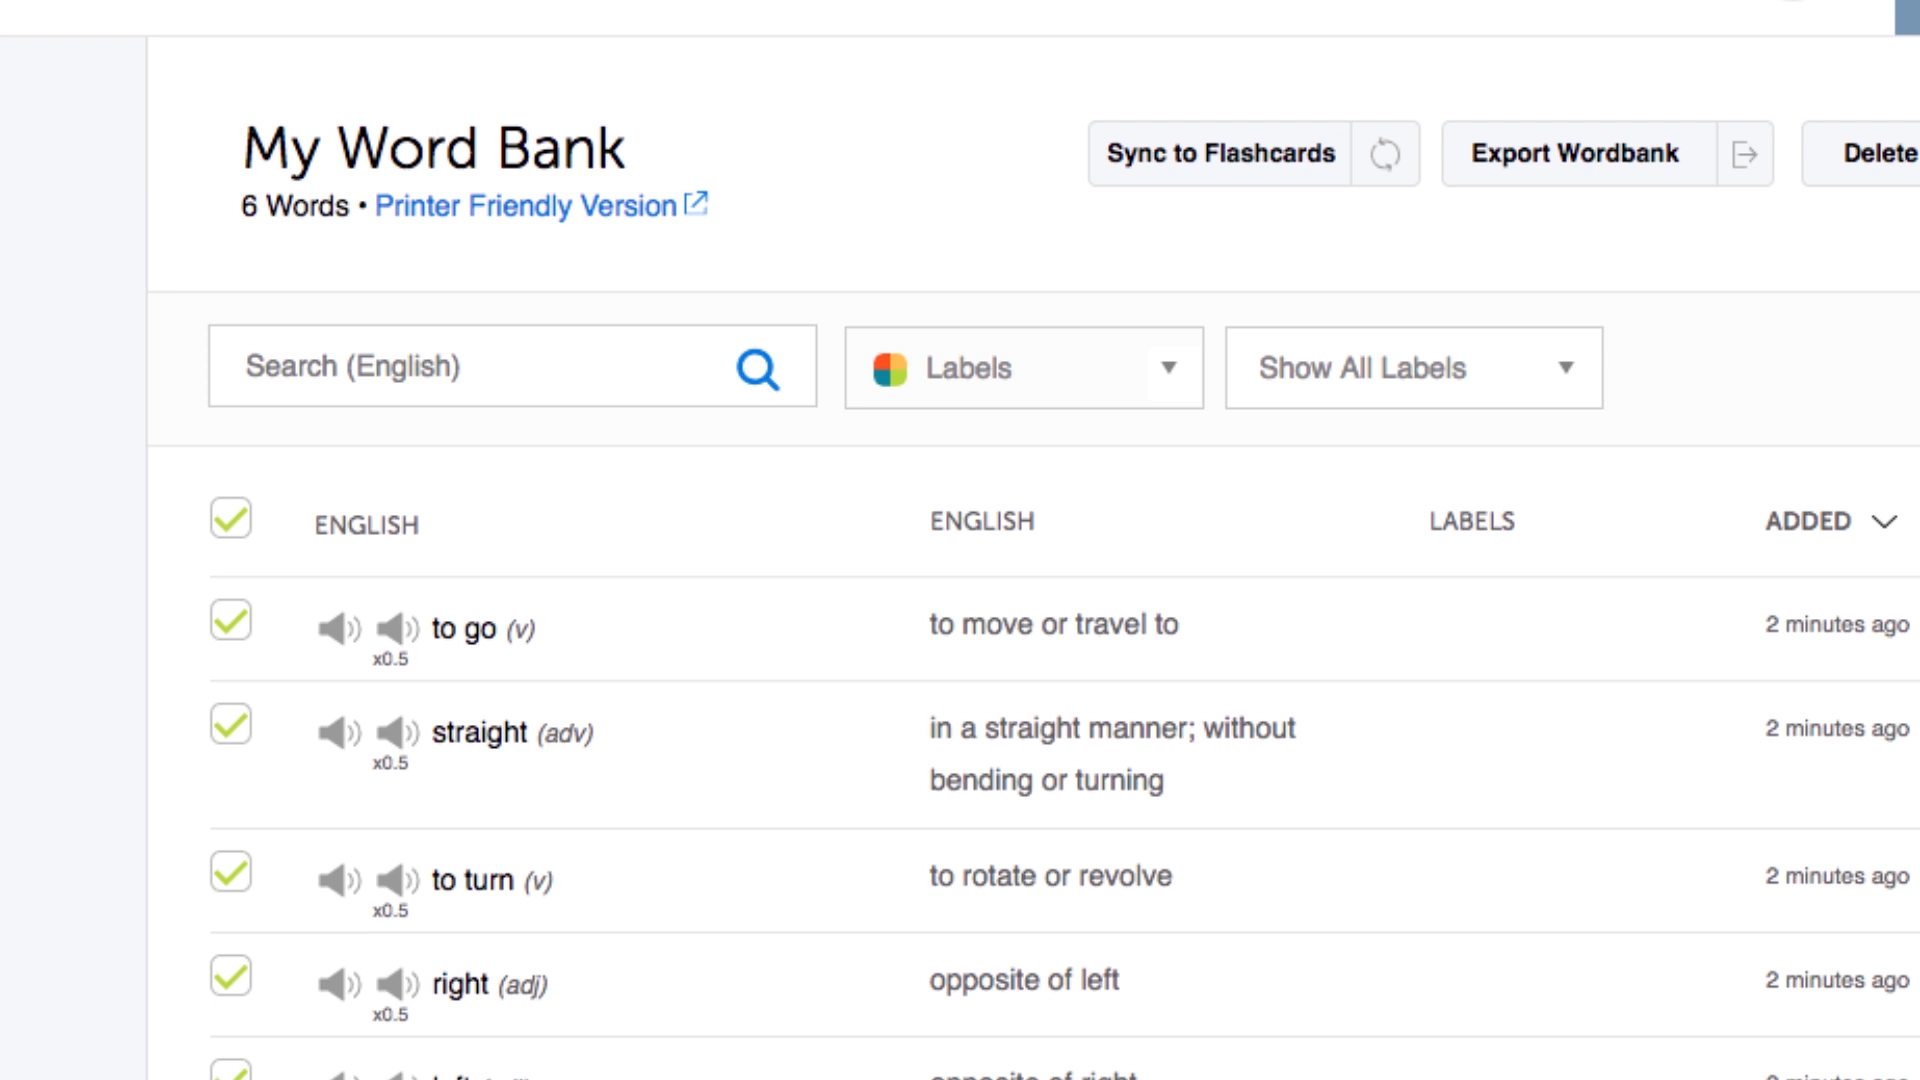 My Word Bank
6 Words • Printer Friendly Version
Sync to Flashcards
Export Wordbank
Delete
Search (English)
Labels
Show All Labels
ENGLISH ENGLISH LABELS ADDED
to go (v) to move or travel to 2 minutes ago
x0.5
straight (adv) in a straight manner; without 2 minutes ago
x0.5
bending or turning
to turn (v) to rotate or revolve 2 minutes ago
x0.5
right (adj) opposite of left 2 minutes ago
x0.5
opposite of right